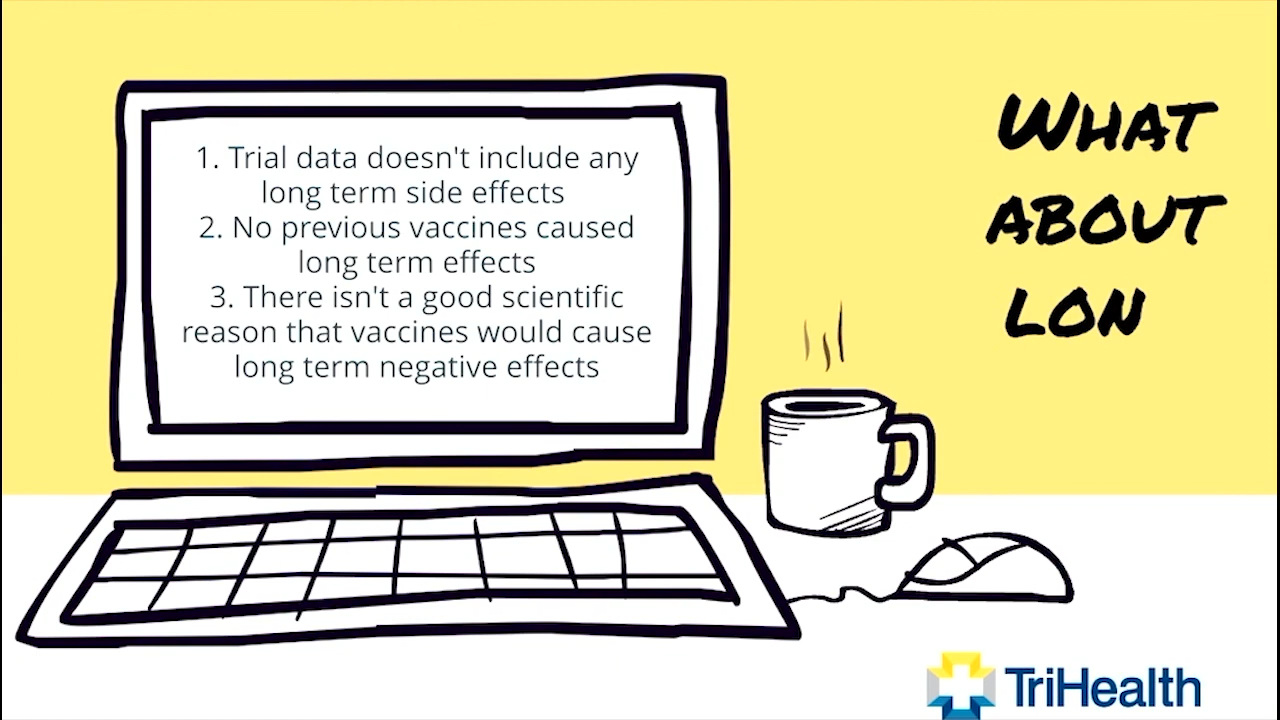 1. Trial data doesn't include any
long term side effects
2. No previous vaccines caused
long term effects
3. There isn't a good scientific
reason that vaccines would cause
long term negative effects
WHAT
ABOUT
LON
TriHealth